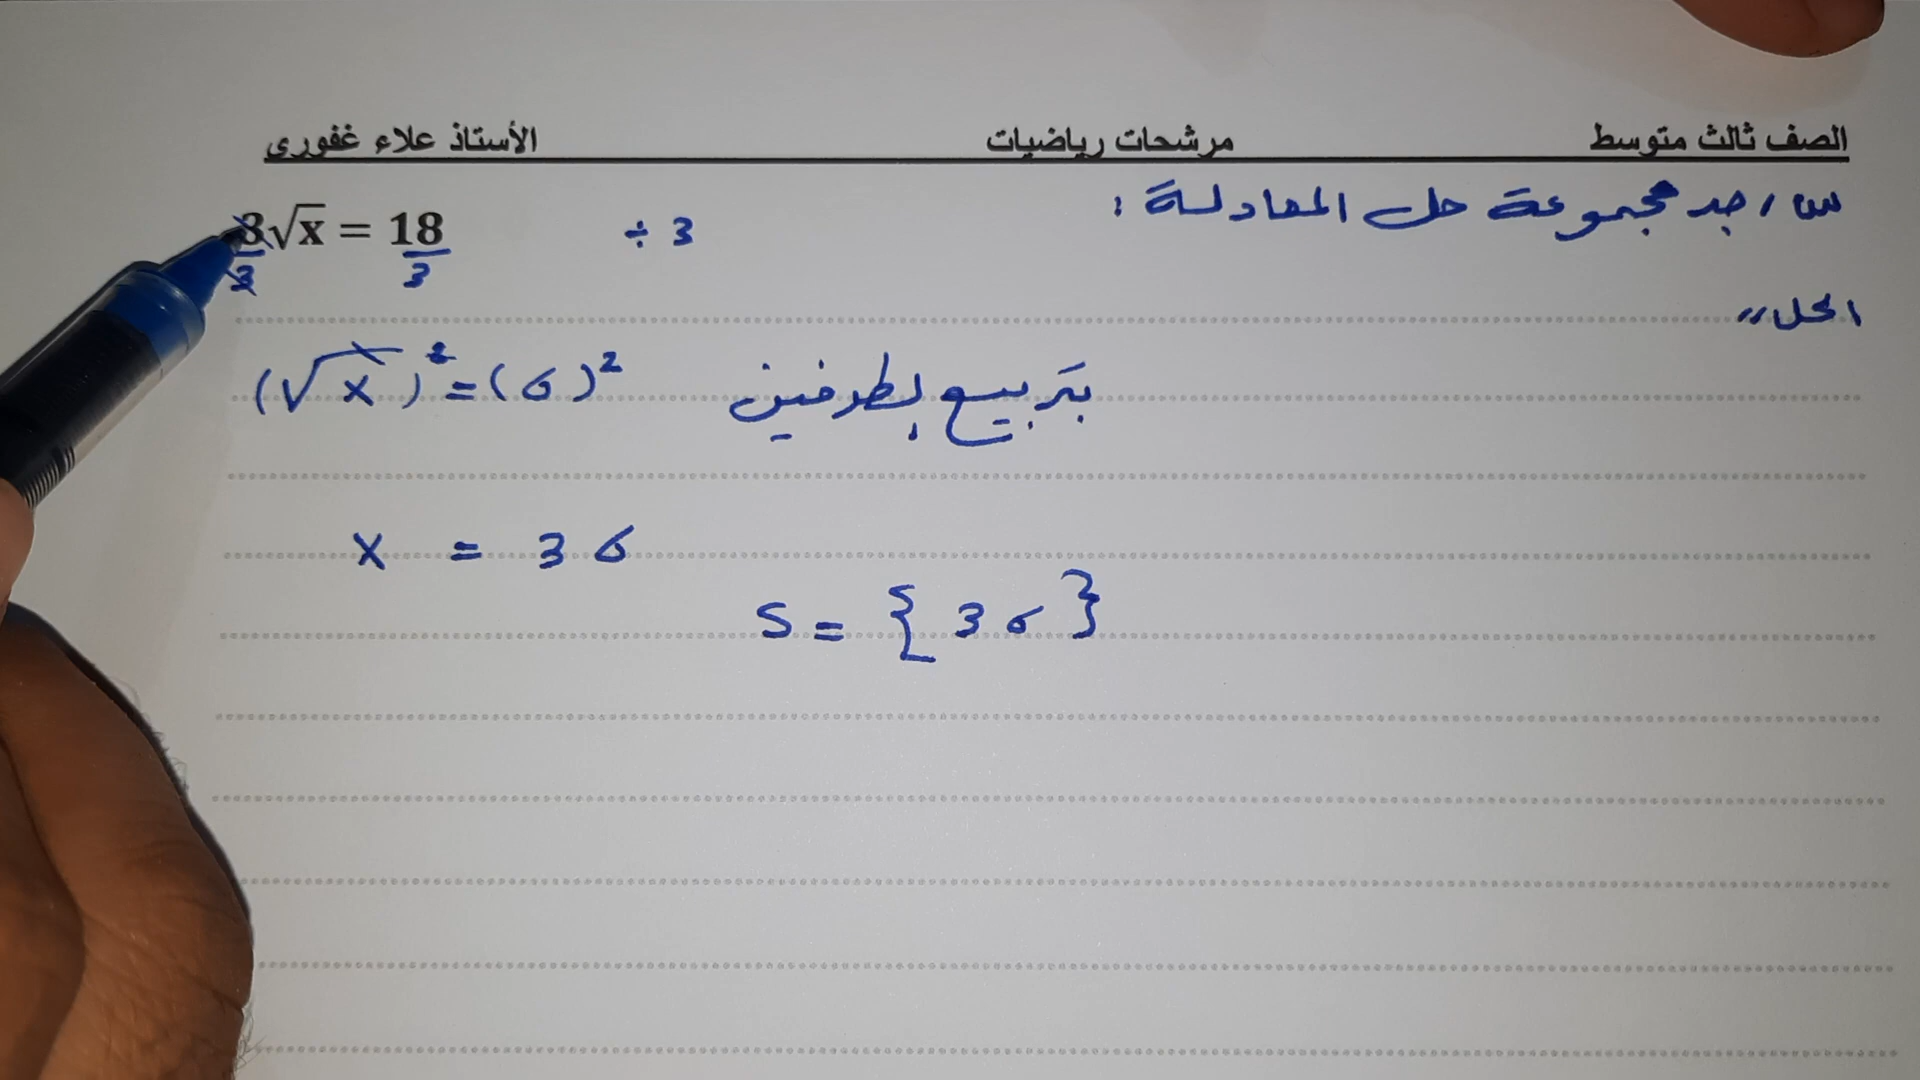 الصف ثالث متوسط مرشحات رياضيات الأستاذ علاء غفوري
س / جد مجموعة حل المعادلة :
3√x = 18 ÷ 3
3 3
الحل //
(√x)² = (6)² بتربيع الطرفين
x = 36
S = { 36 }